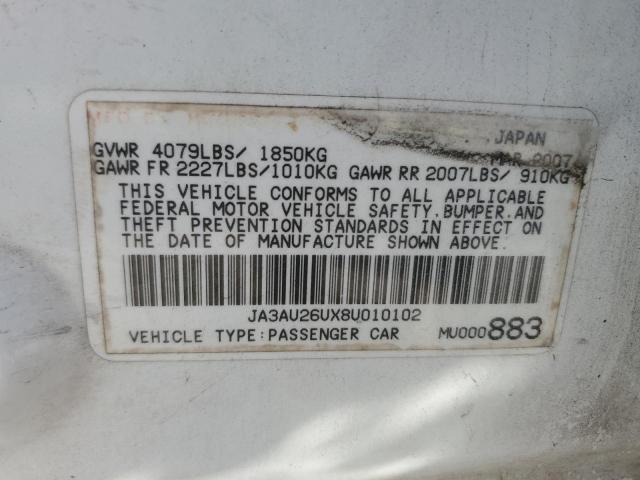 JAPAN
MAR 2007
GVWR 4079LBS/ 1850KG
GAWR FR 2227LBS/1010KG GAWR RR 2007LBS/ 910KG
THIS VEHICLE CONFORMS TO ALL APPLICABLE
FEDERAL MOTOR VEHICLE SAFETY, BUMPER, AND
THEFT PREVENTION STANDARDS IN EFFECT ON
THE DATE OF MANUFACTURE SHOWN ABOVE.
JA3AU26UX8U010102
VEHICLE TYPE:PASSENGER CAR MU000883